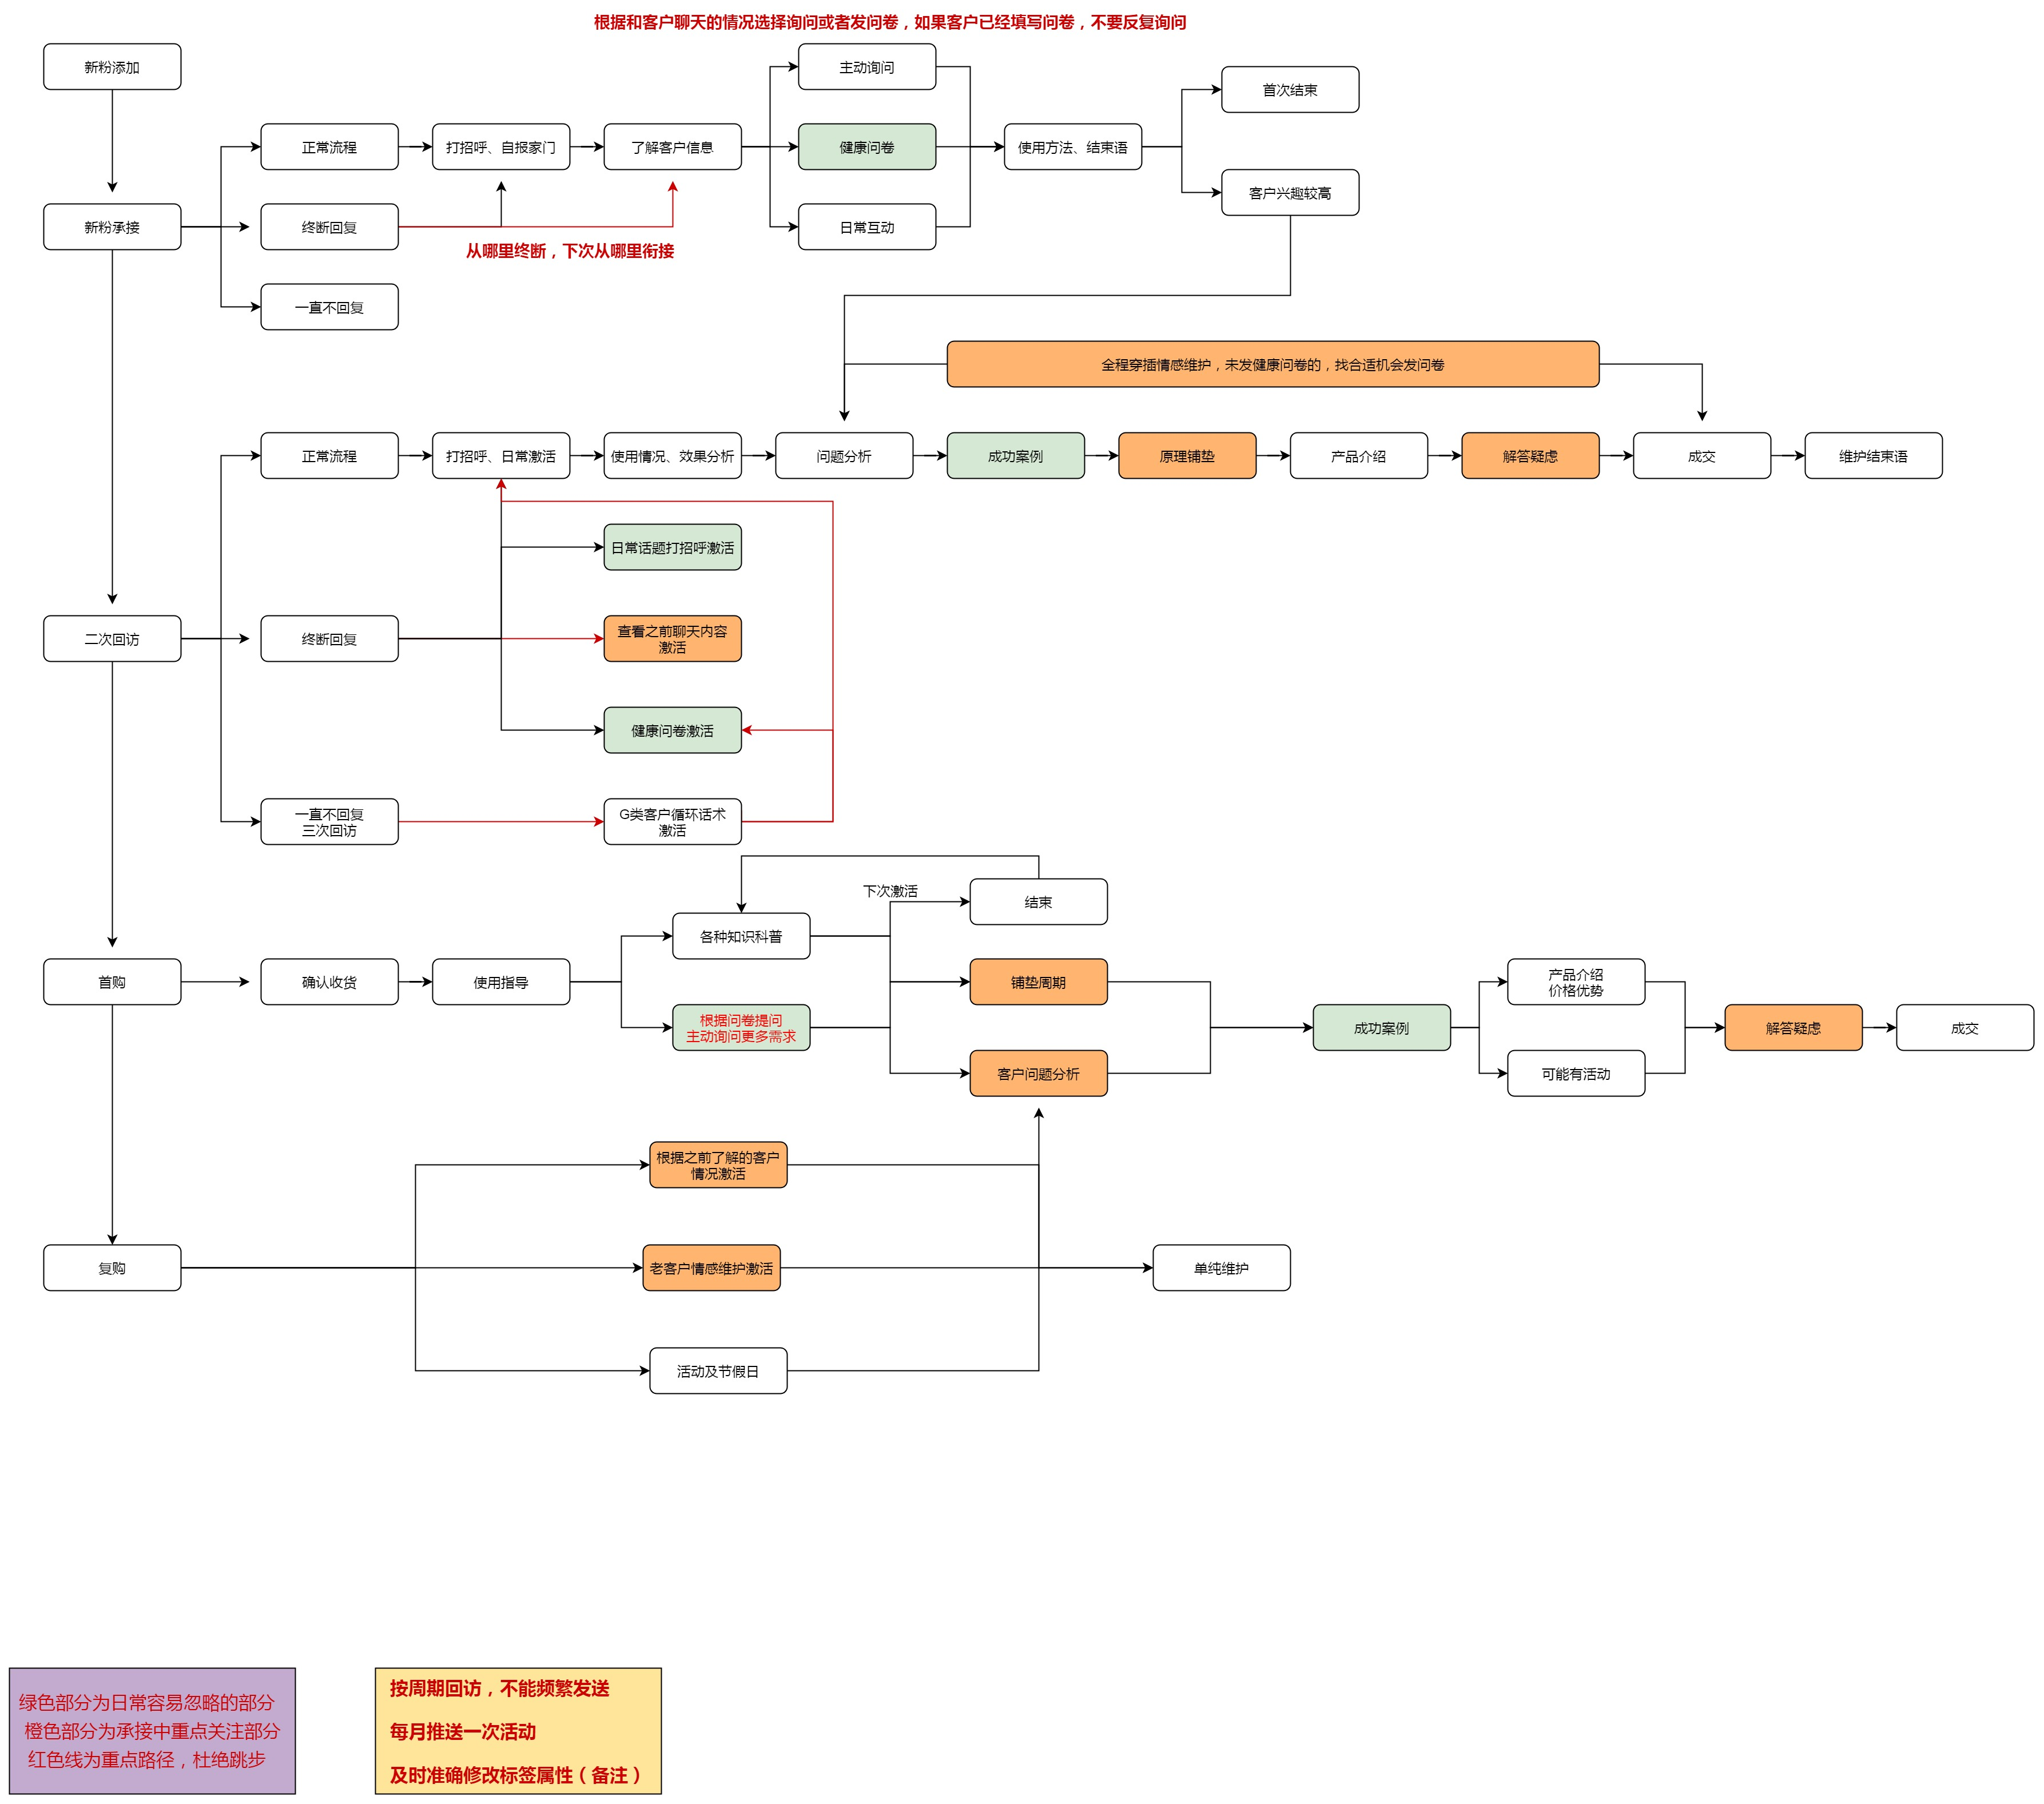 根据和客户聊天的情况选择询问或者发问卷，如果客户已经填写问卷，不要反复询问
新粉添加
主动询问
首次结束
正常流程
打招呼、自报家门
了解客户信息
健康问卷
使用方法、结束语
客户兴趣较高
新粉承接
终断回复
日常互动
从哪里终断，下次从哪里衔接
一直不回复
全程穿插情感维护，未发健康问卷的，找合适机会发问卷
正常流程
打招呼、日常激活
使用情况、效果分析
问题分析
成功案例
原理铺垫
产品介绍
解答疑虑
成交
维护结束语
日常话题打招呼激活
二次回访
终断回复
查看之前聊天内容
激活
健康问卷激活
一直不回复
三次回访
G类客户循环话术
激活
下次激活
结束
各种知识科普
首购
确认收货
使用指导
铺垫周期
产品介绍
价格优势
根据问卷提问
主动询问更多需求
成功案例
解答疑虑
成交
客户问题分析
可能有活动
根据之前了解的客户
情况激活
复购
老客户情感维护激活
单纯维护
活动及节假日
绿色部分为日常容易忽略的部分
橙色部分为承接中重点关注部分
红色线为重点路径，杜绝跳步
按周期回访，不能频繁发送
每月推送一次活动
及时准确修改标签属性（备注）